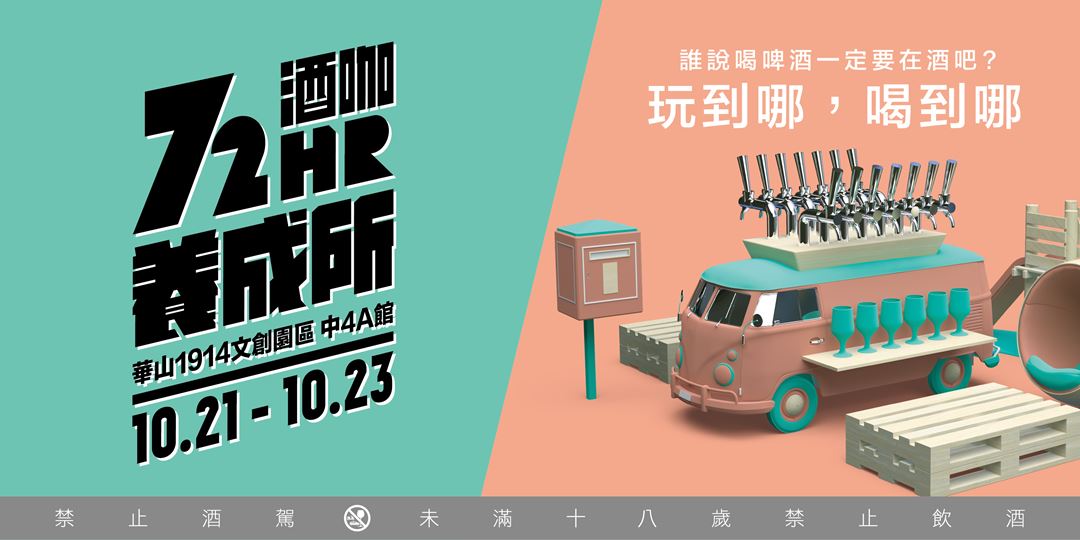 酒咖
72HR
養成所
華山1914文創園區 中4A館
10.21 - 10.23
誰說喝啤酒一定要在酒吧？
玩到哪，喝到哪
禁止酒駕 未滿十八歲禁止飲酒